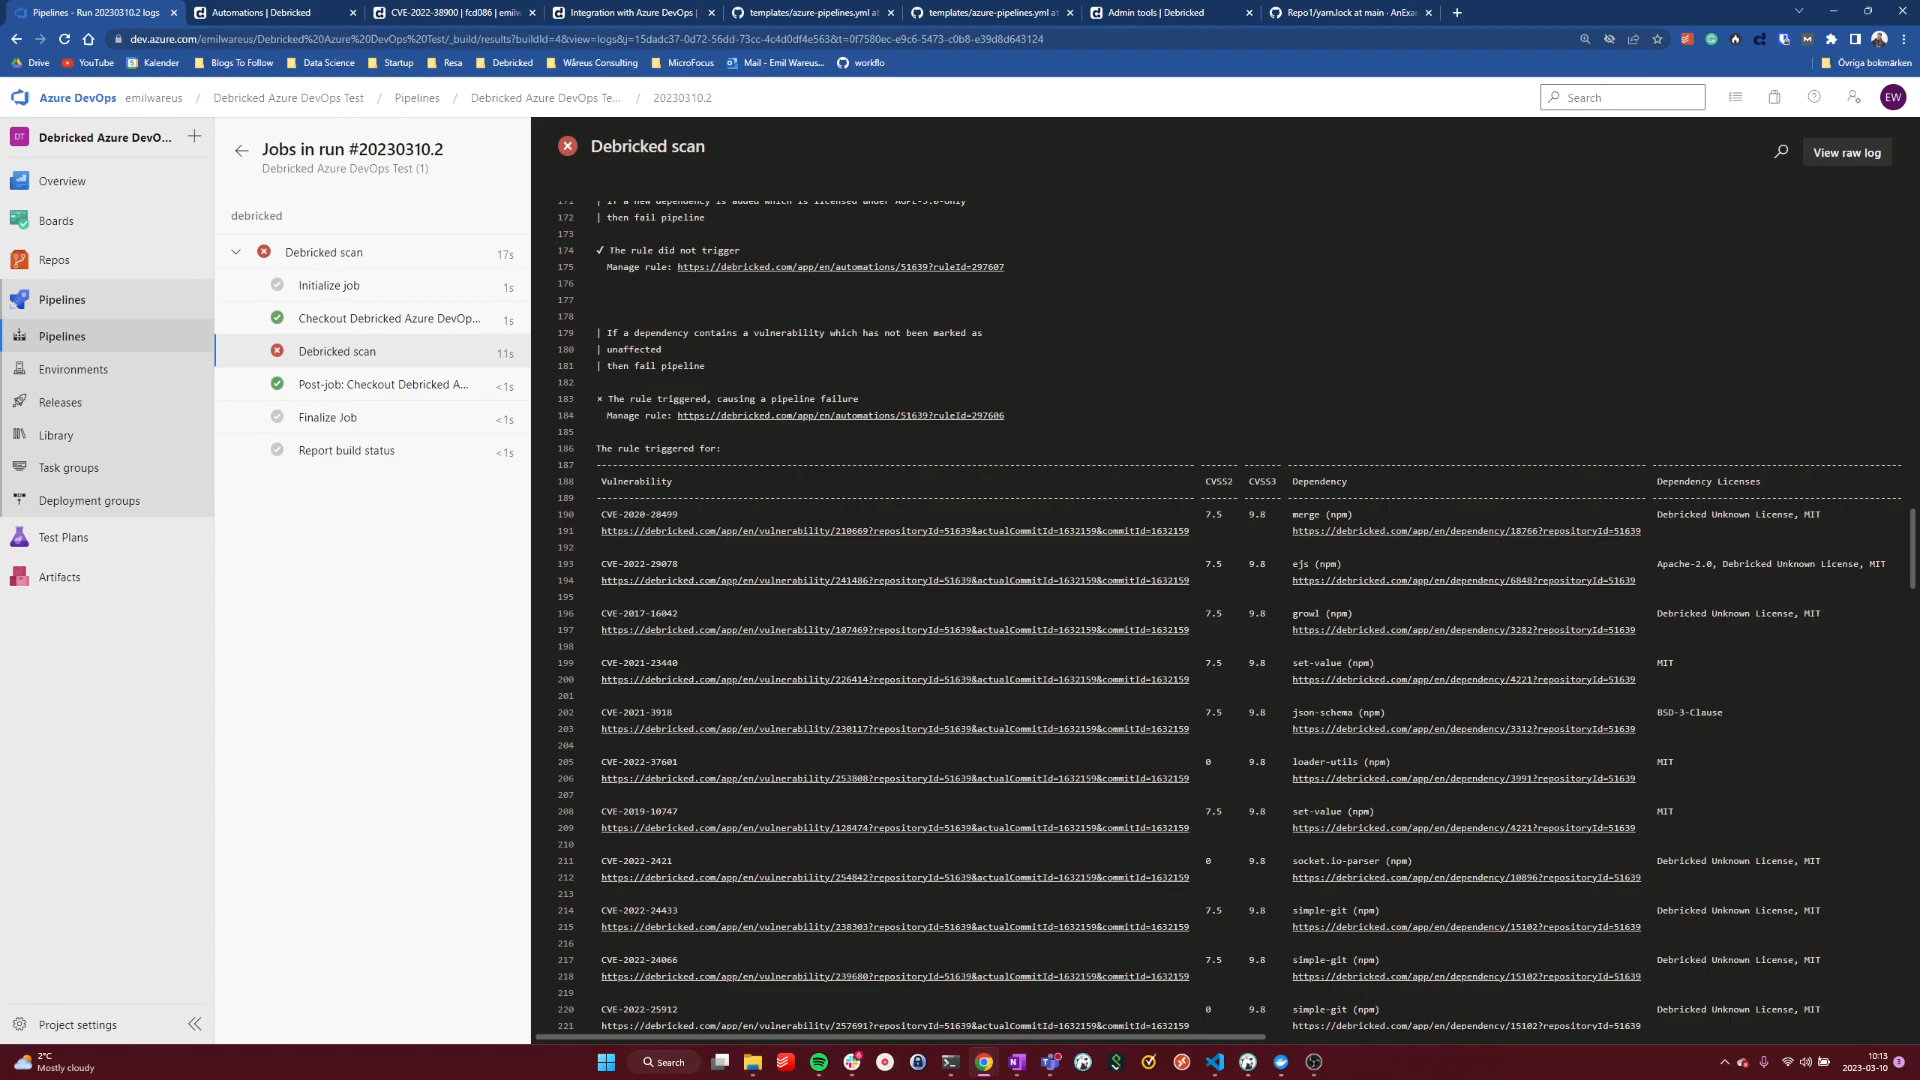 Pipelines - Run 20230310.2 logs
Automations | Debricked
CVE-2022-38900 | fcd086 | emilw
Integration with Azure DevOps |
templates/azure-pipelines.yml at
templates/azure-pipelines.yml at
Admin tools | Debricked
Repo1/yarn.lock at main · AnExa
dev.azure.com/emilwareus/Debricked%20Azure%20DevOps%20Test/_build/results?buildId=4&view=logs&j=15dadc37-0d72-56dd-73cc-4c4d0df4e563&t=0f7580ec-e9c6-5473-c0b8-e39d8d643124
Drive
YouTube
Kalender
Blogs To Follow
Data Science
Startup
Resa
Debricked
Wåreus Consulting
MicroFocus
Mail - Emil Wareus...
workflo
Övriga bokmärken
Azure DevOps
emilwareus / Debricked Azure DevOps Test / Pipelines / Debricked Azure DevOps Te... / 20230310.2
Search
EW
DT
Debricked Azure DevO...
Overview
Boards
Repos
Pipelines
Pipelines
Environments
Releases
Library
Task groups
Deployment groups
Test Plans
Artifacts
Project settings
Jobs in run #20230310.2
Debricked Azure DevOps Test (1)
debricked
Debricked scan 17s
Initialize job 1s
Checkout Debricked Azure DevOp... 1s
Debricked scan 11s
Post-job: Checkout Debricked A... <1s
Finalize Job <1s
Report build status <1s
Debricked scan
View raw log
171 | If a new dependency is added which is licensed under AGPL-3.0-only
172 | then fail pipeline
173
174 ✓ The rule did not trigger
175 Manage rule: https://debricked.com/app/en/automations/51639?ruleId=297607
176
177
178
179 | If a dependency contains a vulnerability which has not been marked as
180 | unaffected
181 | then fail pipeline
182
183 × The rule triggered, causing a pipeline failure
184 Manage rule: https://debricked.com/app/en/automations/51639?ruleId=297606
185
186 The rule triggered for:
187
188 Vulnerability CVSS2 CVSS3 Dependency Dependency Licenses
189
190 CVE-2020-28499 7.5 9.8 merge (npm) Debricked Unknown License, MIT
191 https://debricked.com/app/en/vulnerability/210669?repositoryId=51639&actualCommitId=1632159&commitId=1632159 https://debricked.com/app/en/dependency/18766?repositoryId=51639
192
193 CVE-2022-29078 7.5 9.8 ejs (npm) Apache-2.0, Debricked Unknown License, MIT
194 https://debricked.com/app/en/vulnerability/241486?repositoryId=51639&actualCommitId=1632159&commitId=1632159 https://debricked.com/app/en/dependency/6848?repositoryId=51639
195
196 CVE-2017-16042 7.5 9.8 growl (npm) Debricked Unknown License, MIT
197 https://debricked.com/app/en/vulnerability/107469?repositoryId=51639&actualCommitId=1632159&commitId=1632159 https://debricked.com/app/en/dependency/3282?repositoryId=51639
198
199 CVE-2021-23440 7.5 9.8 set-value (npm) MIT
200 https://debricked.com/app/en/vulnerability/226414?repositoryId=51639&actualCommitId=1632159&commitId=1632159 https://debricked.com/app/en/dependency/4221?repositoryId=51639
201
202 CVE-2021-3918 7.5 9.8 json-schema (npm) BSD-3-Clause
203 https://debricked.com/app/en/vulnerability/230117?repositoryId=51639&actualCommitId=1632159&commitId=1632159 https://debricked.com/app/en/dependency/3312?repositoryId=51639
204
205 CVE-2022-37601 0 9.8 loader-utils (npm) MIT
206 https://debricked.com/app/en/vulnerability/253808?repositoryId=51639&actualCommitId=1632159&commitId=1632159 https://debricked.com/app/en/dependency/3991?repositoryId=51639
207
208 CVE-2019-10747 7.5 9.8 set-value (npm) MIT
209 https://debricked.com/app/en/vulnerability/128474?repositoryId=51639&actualCommitId=1632159&commitId=1632159 https://debricked.com/app/en/dependency/4221?repositoryId=51639
210
211 CVE-2022-2421 0 9.8 socket.io-parser (npm) Debricked Unknown License, MIT
212 https://debricked.com/app/en/vulnerability/254842?repositoryId=51639&actualCommitId=1632159&commitId=1632159 https://debricked.com/app/en/dependency/10896?repositoryId=51639
213
214 CVE-2022-24433 7.5 9.8 simple-git (npm) Debricked Unknown License, MIT
215 https://debricked.com/app/en/vulnerability/238303?repositoryId=51639&actualCommitId=1632159&commitId=1632159 https://debricked.com/app/en/dependency/15102?repositoryId=51639
216
217 CVE-2022-24066 7.5 9.8 simple-git (npm) Debricked Unknown License, MIT
218 https://debricked.com/app/en/vulnerability/239680?repositoryId=51639&actualCommitId=1632159&commitId=1632159 https://debricked.com/app/en/dependency/15102?repositoryId=51639
219
220 CVE-2022-25912 0 9.8 simple-git (npm) Debricked Unknown License, MIT
221 https://debricked.com/app/en/vulnerability/257691?repositoryId=51639&actualCommitId=1632159&commitId=1632159 https://debricked.com/app/en/dependency/15102?repositoryId=51639
2°C
Mostly cloudy
Search
10:13
2023-03-10